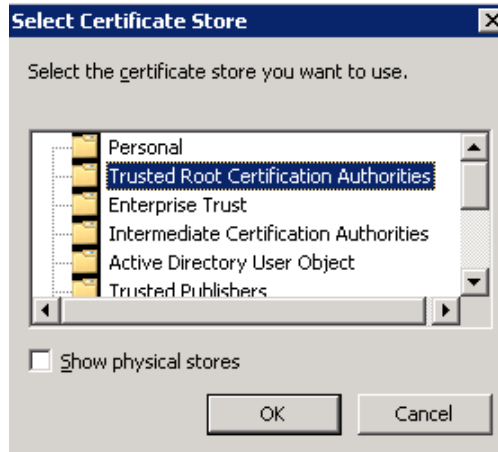 Select Certificate Store
Select the certificate store you want to use.
Personal
Trusted Root Certification Authorities
Enterprise Trust
Intermediate Certification Authorities
Active Directory User Object
Trusted Publishers
Show physical stores
OK Cancel